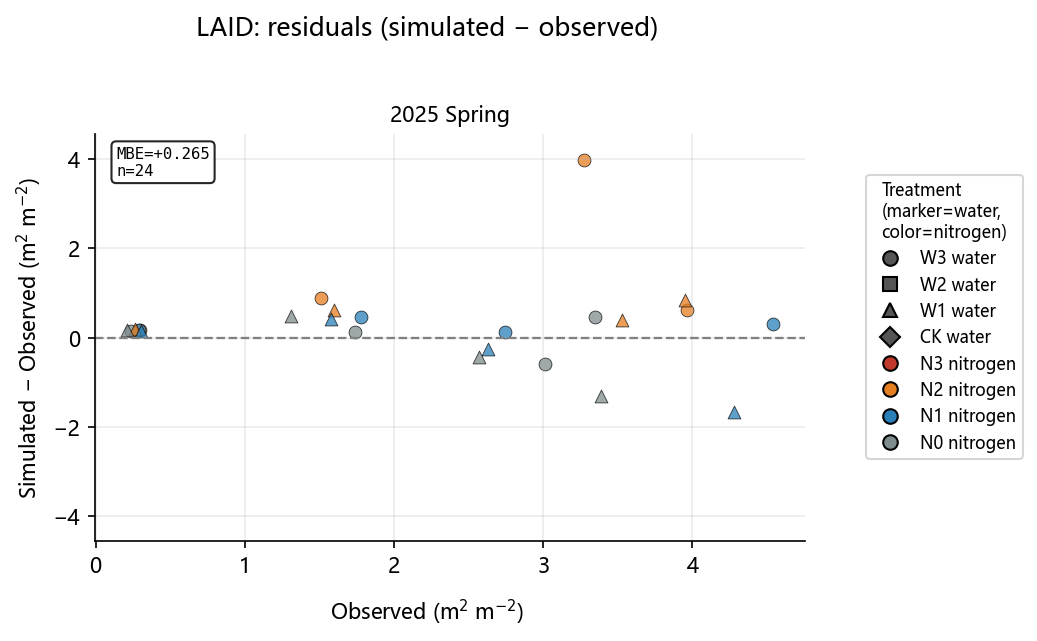 LAID: residuals (simulated − observed)
2025 Spring
MBE=+0.265
n=24
4
2
0
−2
−4
Simulated − Observed (m² m⁻²)
0
1
2
3
4
Observed (m² m⁻²)
Treatment
(marker=water,
color=nitrogen)
W3 water
W2 water
W1 water
CK water
N3 nitrogen
N2 nitrogen
N1 nitrogen
N0 nitrogen